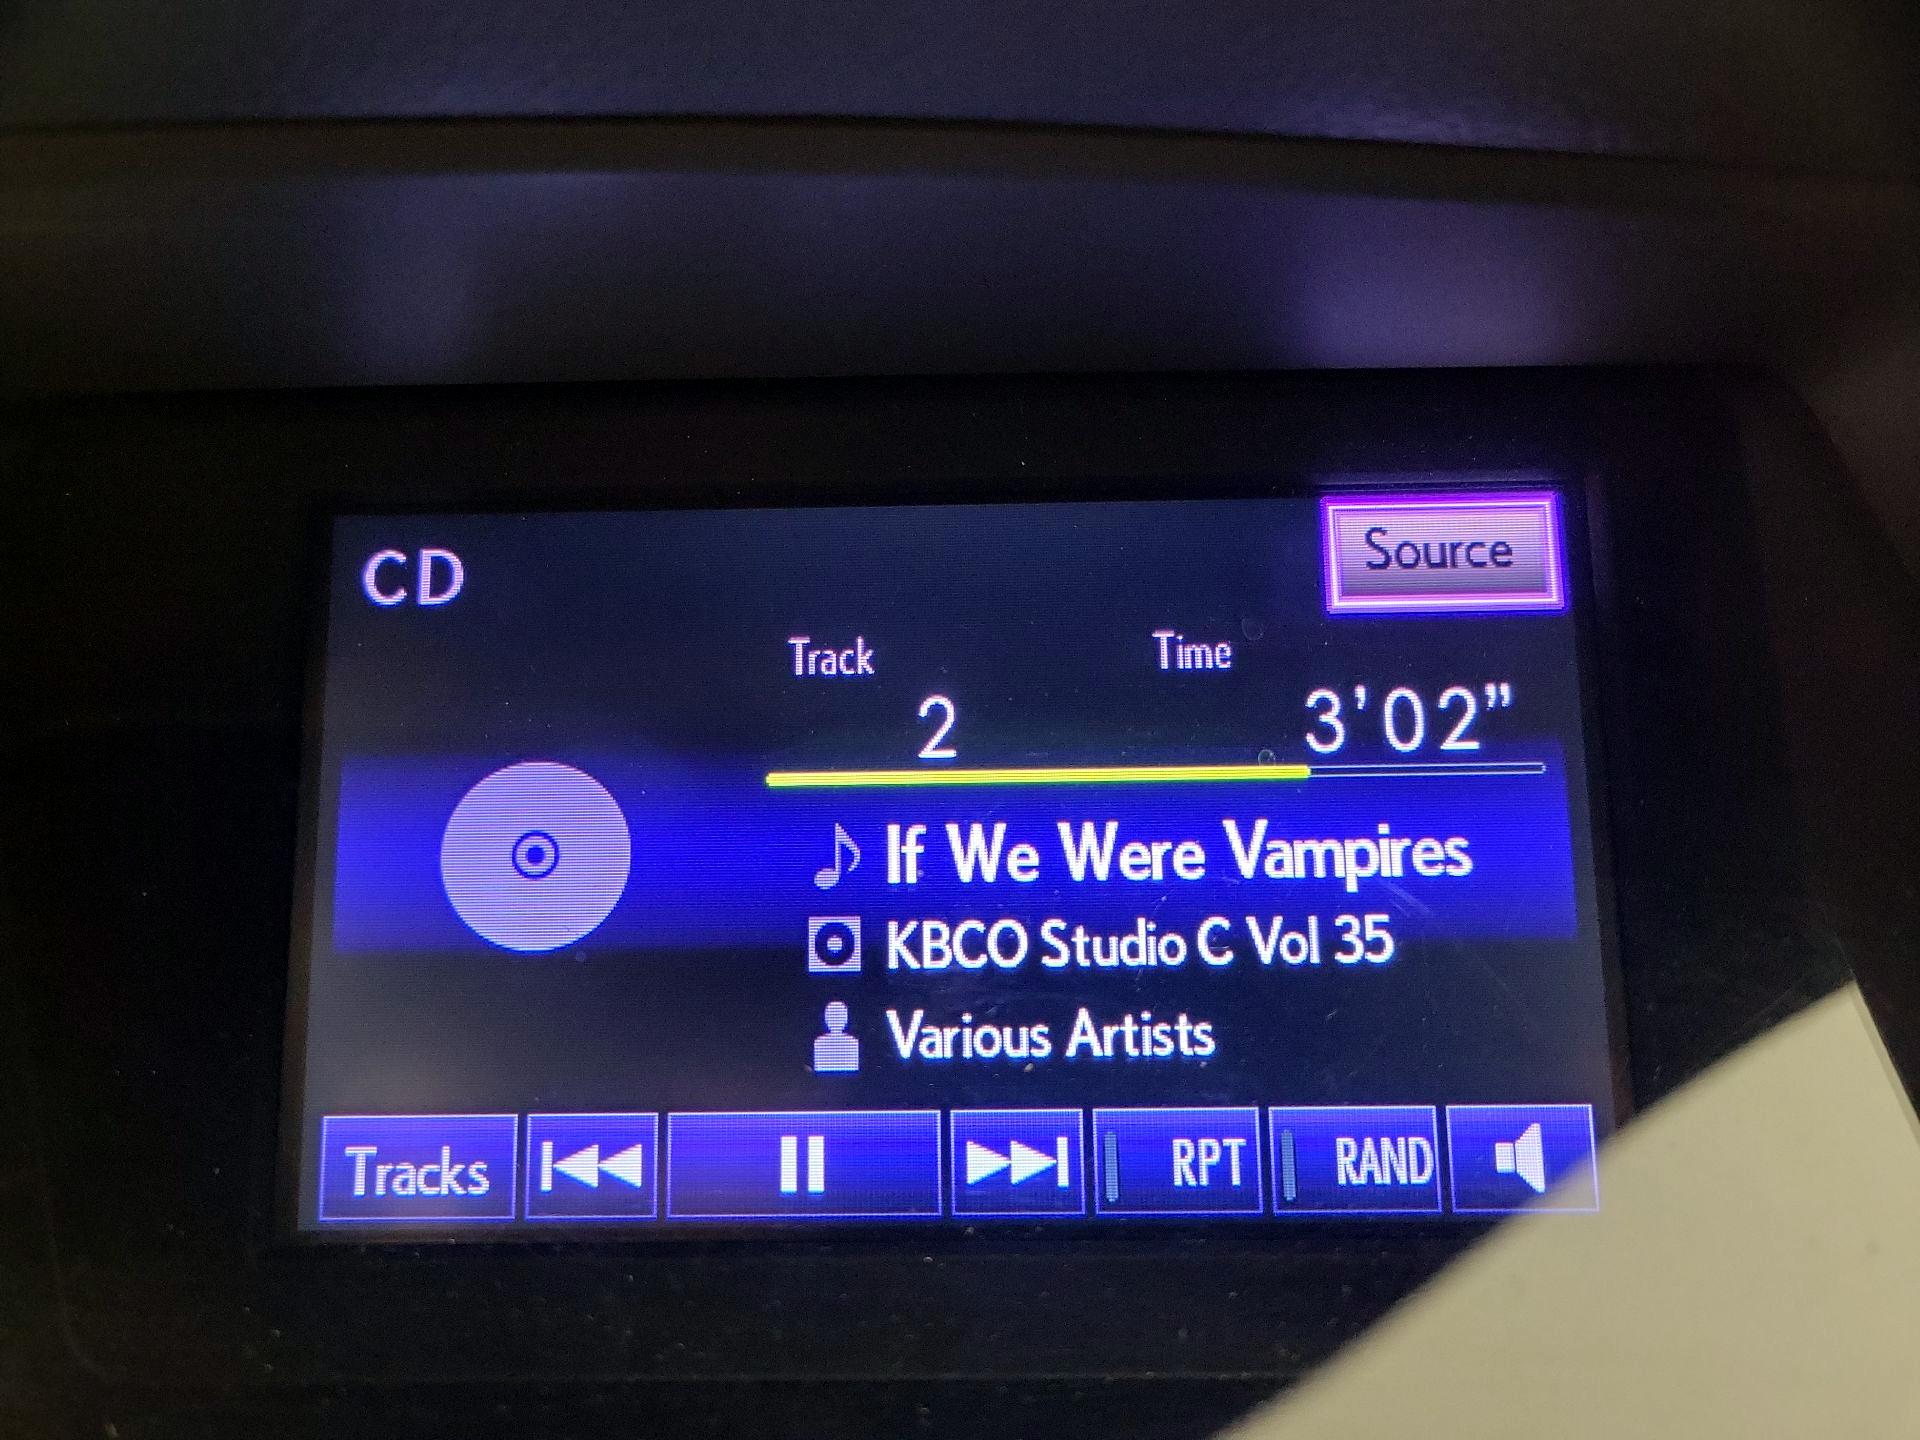 CD
Source
Track
Time
2
3'02"
If We Were Vampires
KBCO Studio C Vol 35
Various Artists
Tracks
RPT
RAND